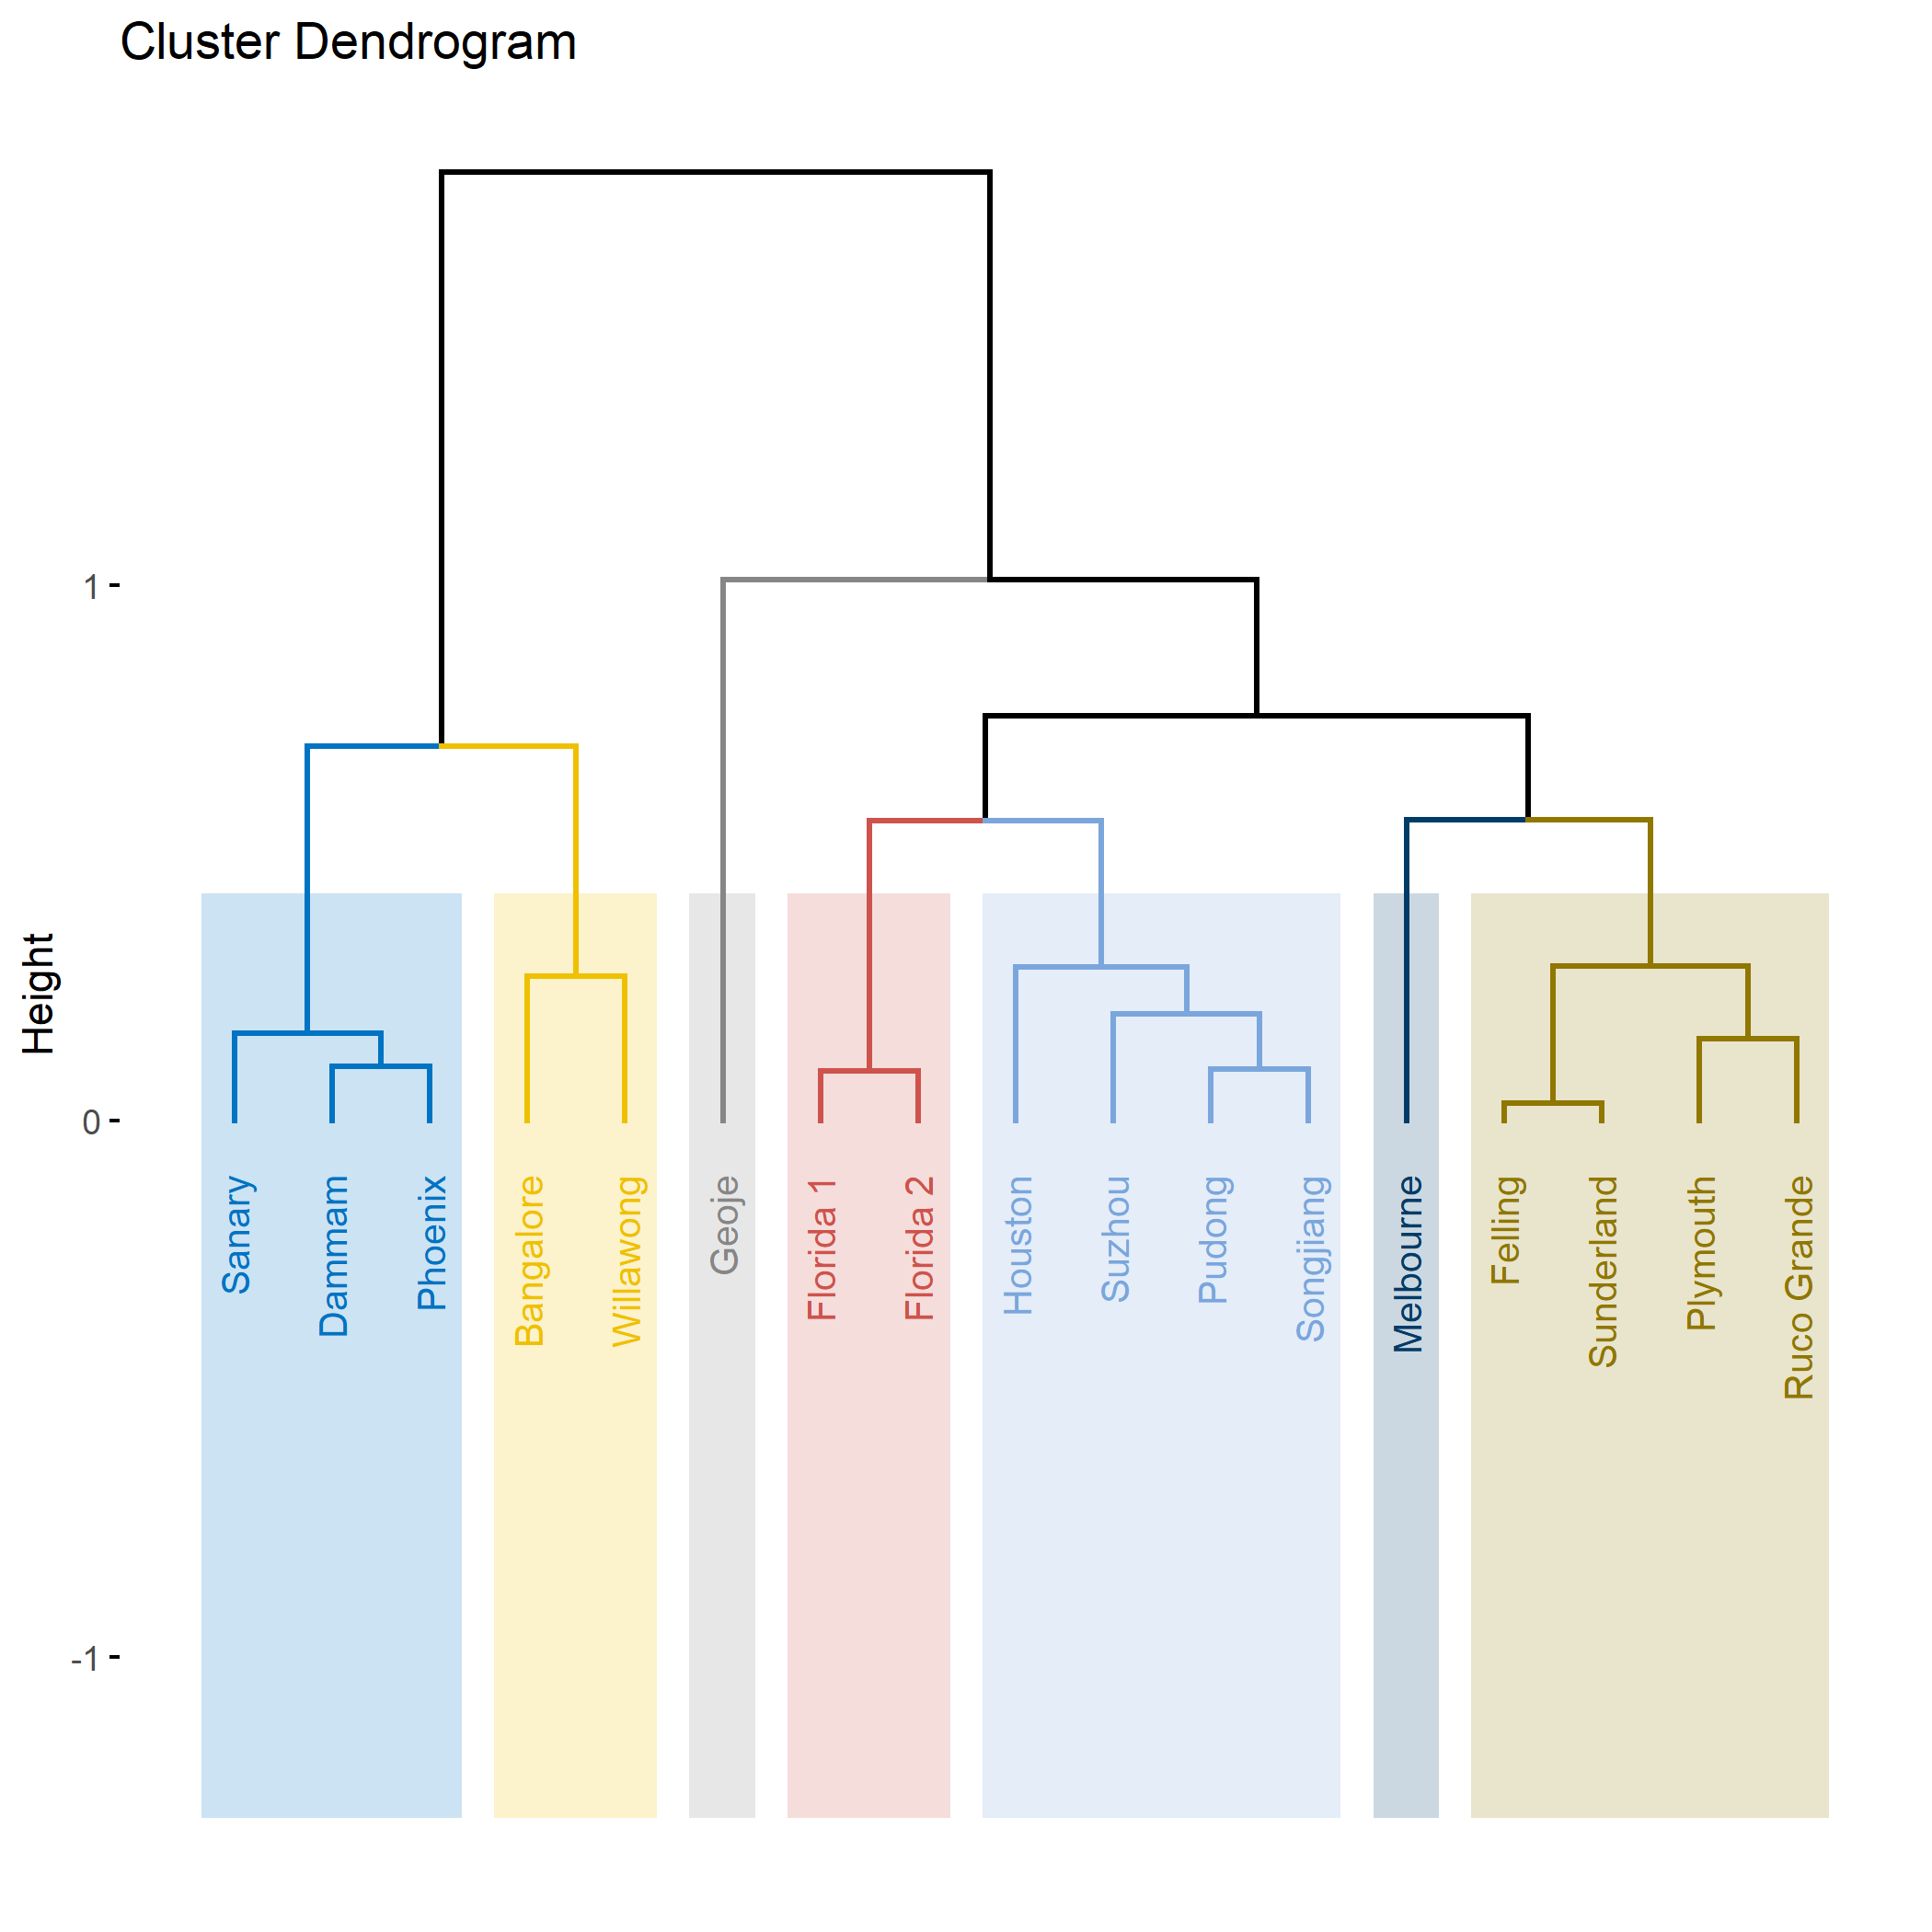 Cluster Dendrogram
Height
1
0
-1
Sanary
Dammam
Phoenix
Bangalore
Willawong
Geoje
Florida 1
Florida 2
Houston
Suzhou
Pudong
Songjiang
Melbourne
Felling
Sunderland
Plymouth
Ruco Grande